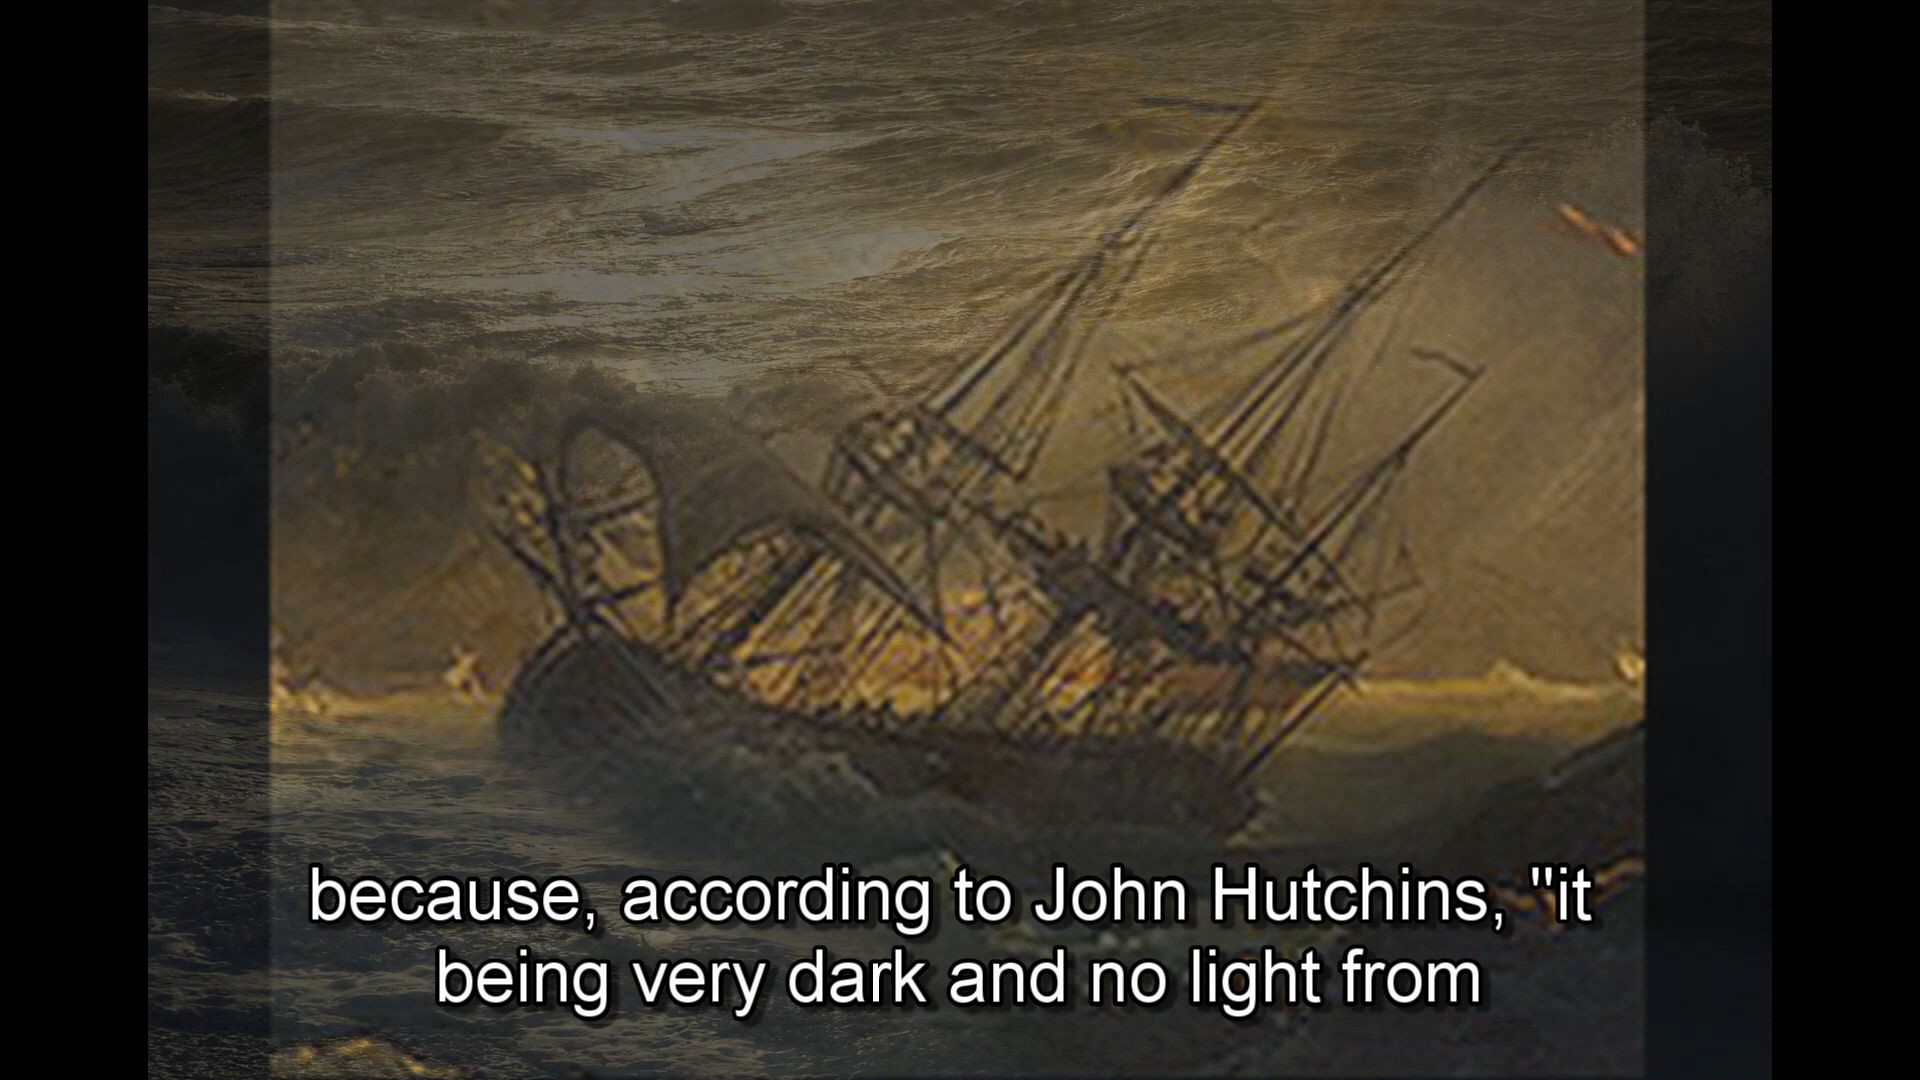 because, according to John Hutchins, "it
being very dark and no light from